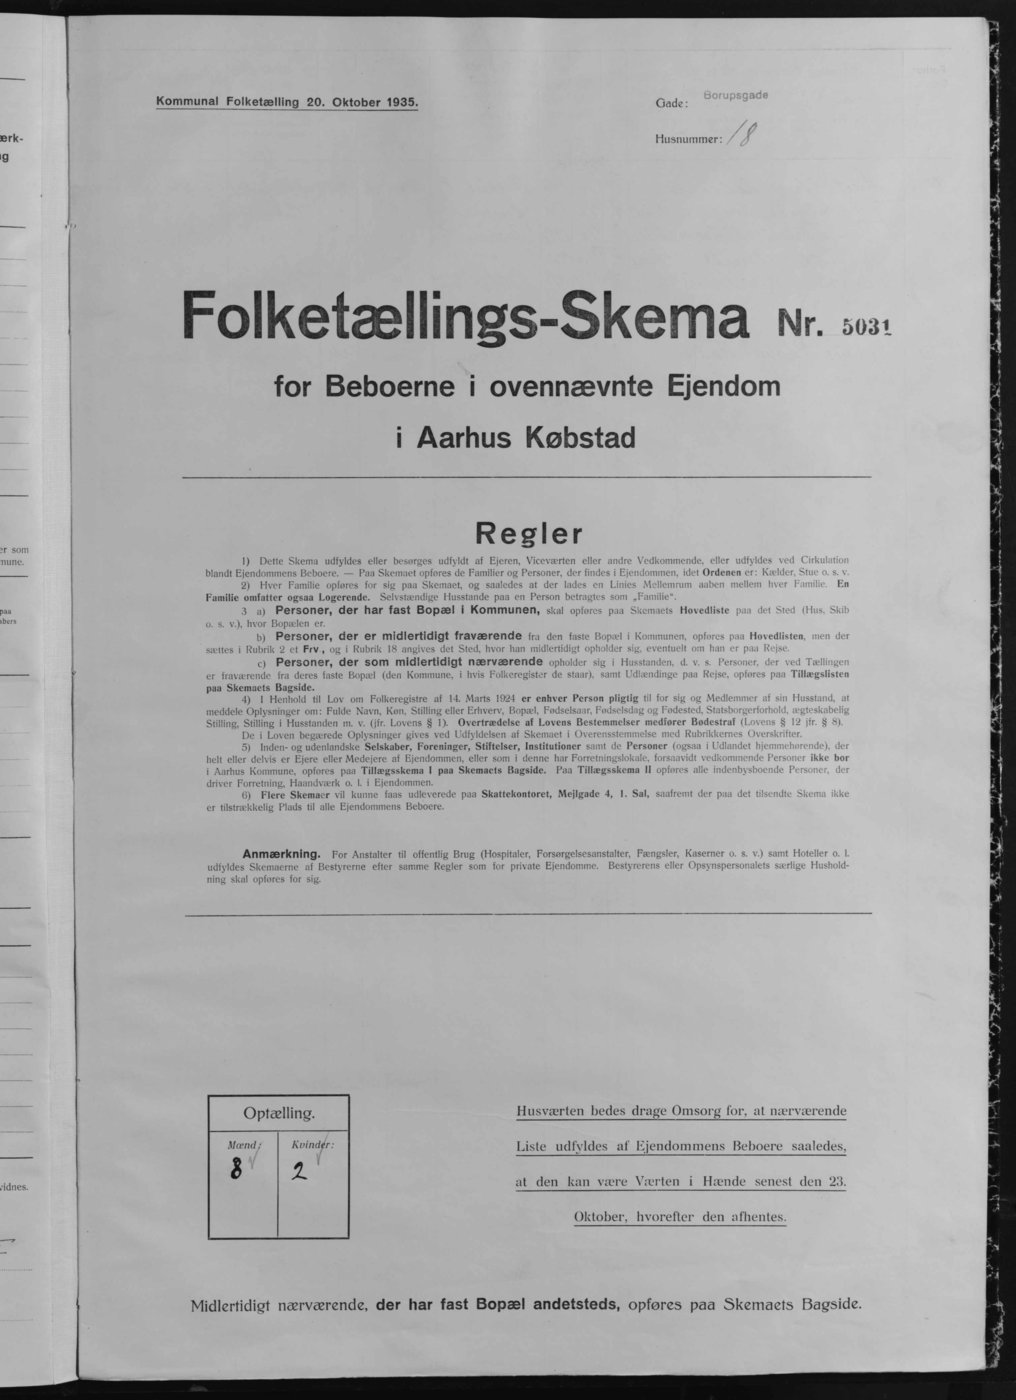 Kommunal Folketælling 20. Oktober 1935.
Gade: Borupsgade
Husnummer: 18
Folketællings-Skema Nr. 5031
for Beboerne i ovennævnte Ejendom
i Aarhus Købstad
Regler
1) Dette Skema udfyldes eller besørges udfyldt af Ejeren, Viceværten eller andre Vedkommende, eller udfyldes ved Cirkulation
blandt Ejendommens Beboere. — Paa Skemaet opføres de Familier og Personer, der findes i Ejendommen, idet Ordenen er: Kælder, Stue o. s. v.
2) Hver Familie opføres for sig paa Skemaet, og saaledes at der lades en Linies Mellemrum aaben mellem hver Familie. En
Familie omfatter ogsaa Logerende. Selvstændige Husstande paa en Person betragtes som „Familie“.
3 a) Personer, der har fast Bopæl i Kommunen, skal opføres paa Skemaets Hovedliste paa det Sted (Hus, Skib
o. s. v.), hvor Bopælen er.
b) Personer, der er midlertidigt fraværende fra den faste Bopæl i Kommunen, opføres paa Hovedlisten, men der
sættes i Rubrik 2 et Frv., og i Rubrik 18 angives det Sted, hvor han midlertidigt opholder sig, eventuelt om han er paa Rejse.
c) Personer, der som midlertidigt nærværende opholder sig i Husstanden, d. v. s. Personer, der ved Tællingen
er fraværende fra deres faste Bopæl (den Kommune, i hvis Folkeregister de staar), samt Udlændinge paa Rejse, opføres paa Tillægslisten
paa Skemaets Bagside.
4) I Henhold til Lov om Folkeregistre af 14. Marts 1924 er enhver Person pligtig til for sig og Medlemmer af sin Husstand, at
meddele Oplysninger om: Fulde Navn, Køn, Stilling eller Erhverv, Bopæl, Fødselsaar, Fødselsdag og Fødested, Statsborgerforhold, ægteskabelig
Stilling, Stilling i Husstanden m. v. (jfr. Lovens § 1). Overtrædelse af Lovens Bestemmelser medfører Bødestraf (Lovens § 12 jfr. § 8).
De i Loven begærede Oplysninger gives ved Udfyldelsen af Skemaet i Overensstemmelse med Rubrikkernes Overskrifter.
5) Inden- og udenlandske Selskaber, Foreninger, Stiftelser, Institutioner samt de Personer (ogsaa i Udlandet hjemmehørende), der
helt eller delvis er Ejere eller Medejere af Ejendommen, eller som i denne har Forretningslokale, forsaavidt vedkommende Personer ikke bor
i Aarhus Kommune, opføres paa Tillægsskema I paa Skemaets Bagside. Paa Tillægsskema II opføres alle indenbysboende Personer, der
driver Forretning, Haandværk o. l. i Ejendommen.
6) Flere Skemaer vil kunne faas udleverede paa Skattekontoret, Mejlgade 4, 1. Sal, saafremt der paa det tilsendte Skema ikke
er tilstrækkelig Plads til alle Ejendommens Beboere.
Anmærkning. For Anstalter til offentlig Brug (Hospitaler, Forsørgelsesanstalter, Fængsler, Kaserner o. s. v.) samt Hoteller o. l.
udfyldes Skemaerne af Bestyrerne efter samme Regler som for private Ejendomme. Bestyrerens eller Opsynspersonalets særlige Hushold-
ning skal opføres for sig.
Optælling.
Mænd: Kvinder:
8 2
Husværten bedes drage Omsorg for, at nærværende
Liste udfyldes af Ejendommens Beboere saaledes,
at den kan være Værten i Hænde senest den 23.
Oktober, hvorefter den afhentes.
Midlertidigt nærværende, der har fast Bopæl andetsteds, opføres paa Skemaets Bagside.